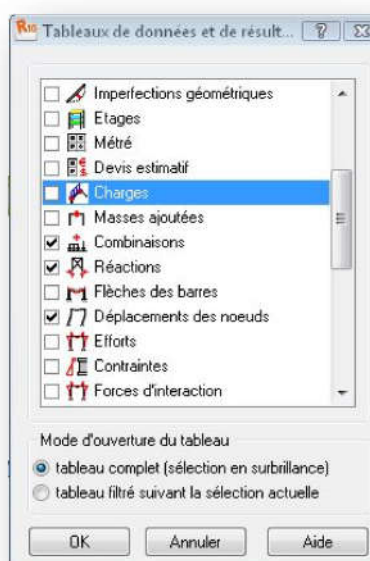 R10 Tableaux de données et de résult...
Imperfections géométriques
Etages
Métré
Devis estimatif
Charges
Masses ajoutées
Combinaisons
Réactions
Flèches des barres
Déplacements des noeuds
Efforts
Contraintes
Forces d'interaction
Mode d'ouverture du tableau
tableau complet (sélection en surbrillance)
tableau filtré suivant la sélection actuelle
OK Annuler Aide